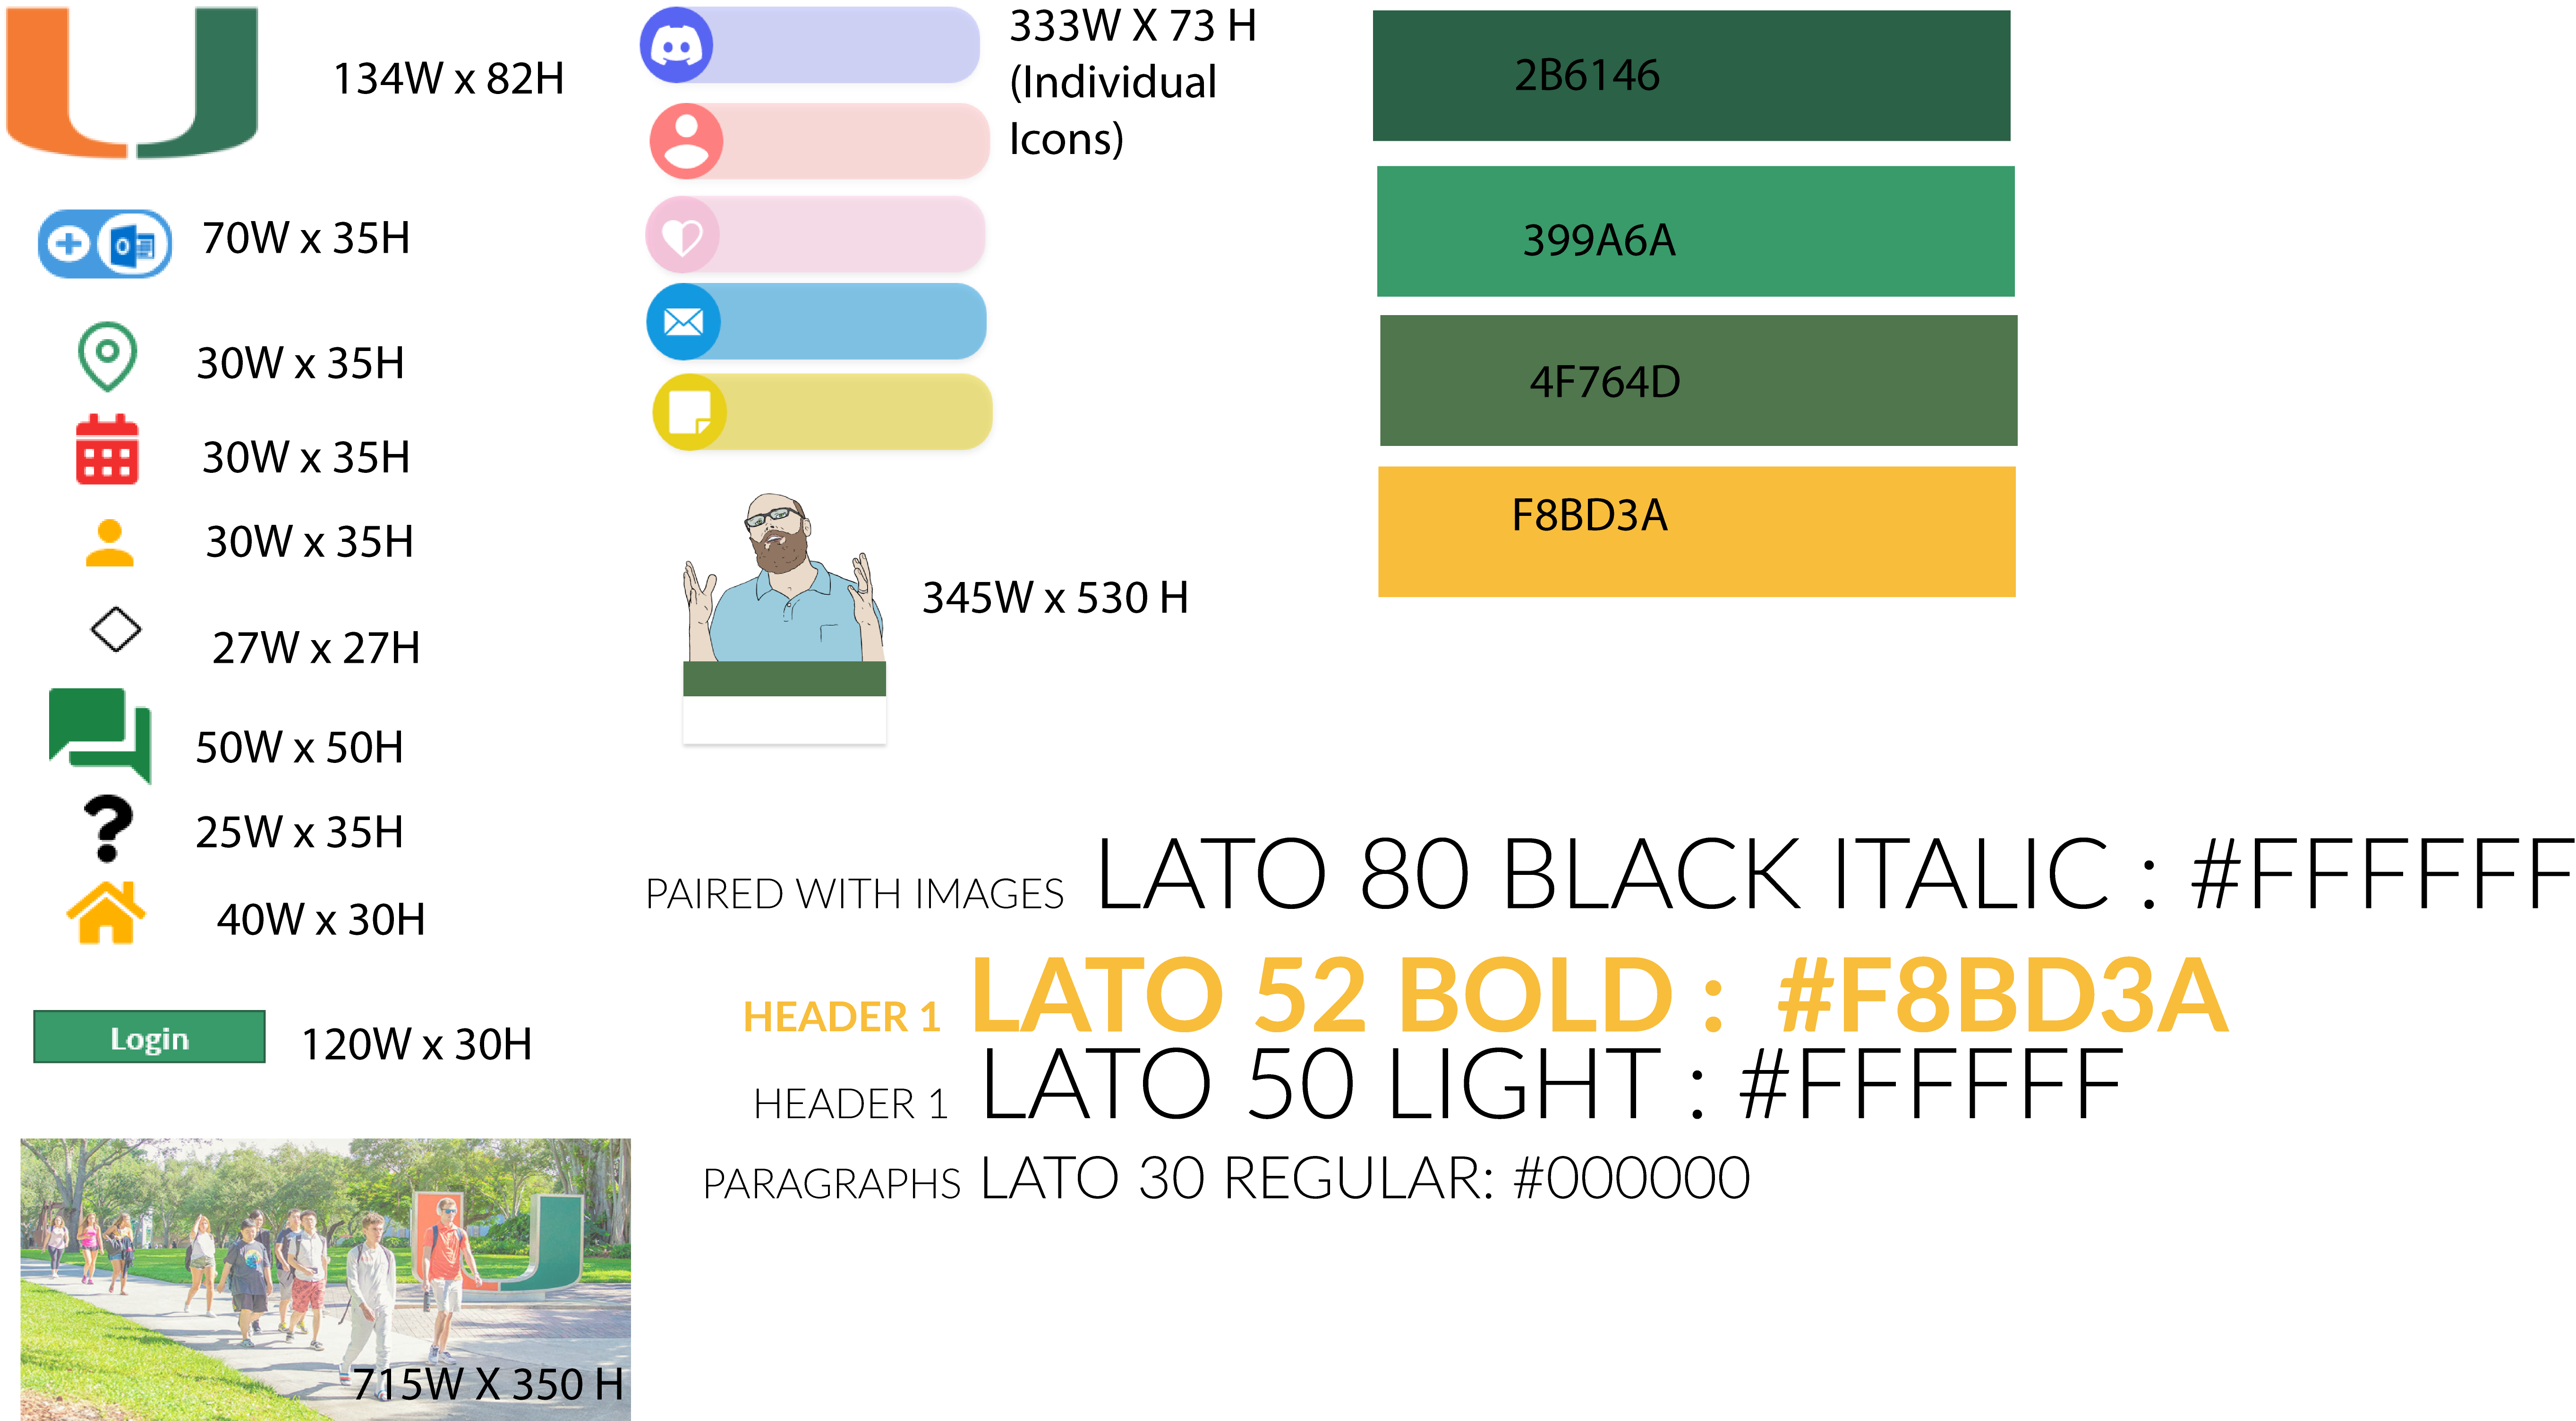 134W x 82H
70W x 35H
30W x 35H
30W x 35H
30W x 35H
27W x 27H
50W x 50H
25W x 35H
40W x 30H
Login
120W x 30H
715W X 350 H
333W X 73 H
(Individual
Icons)
345W x 530 H
2B6146
399A6A
4F764D
F8BD3A
PAIRED WITH IMAGES LATO 80 BLACK ITALIC : #FFFFFF
HEADER 1 LATO 52 BOLD : #F8BD3A
HEADER 1 LATO 50 LIGHT : #FFFFFF
PARAGRAPHS LATO 30 REGULAR: #000000